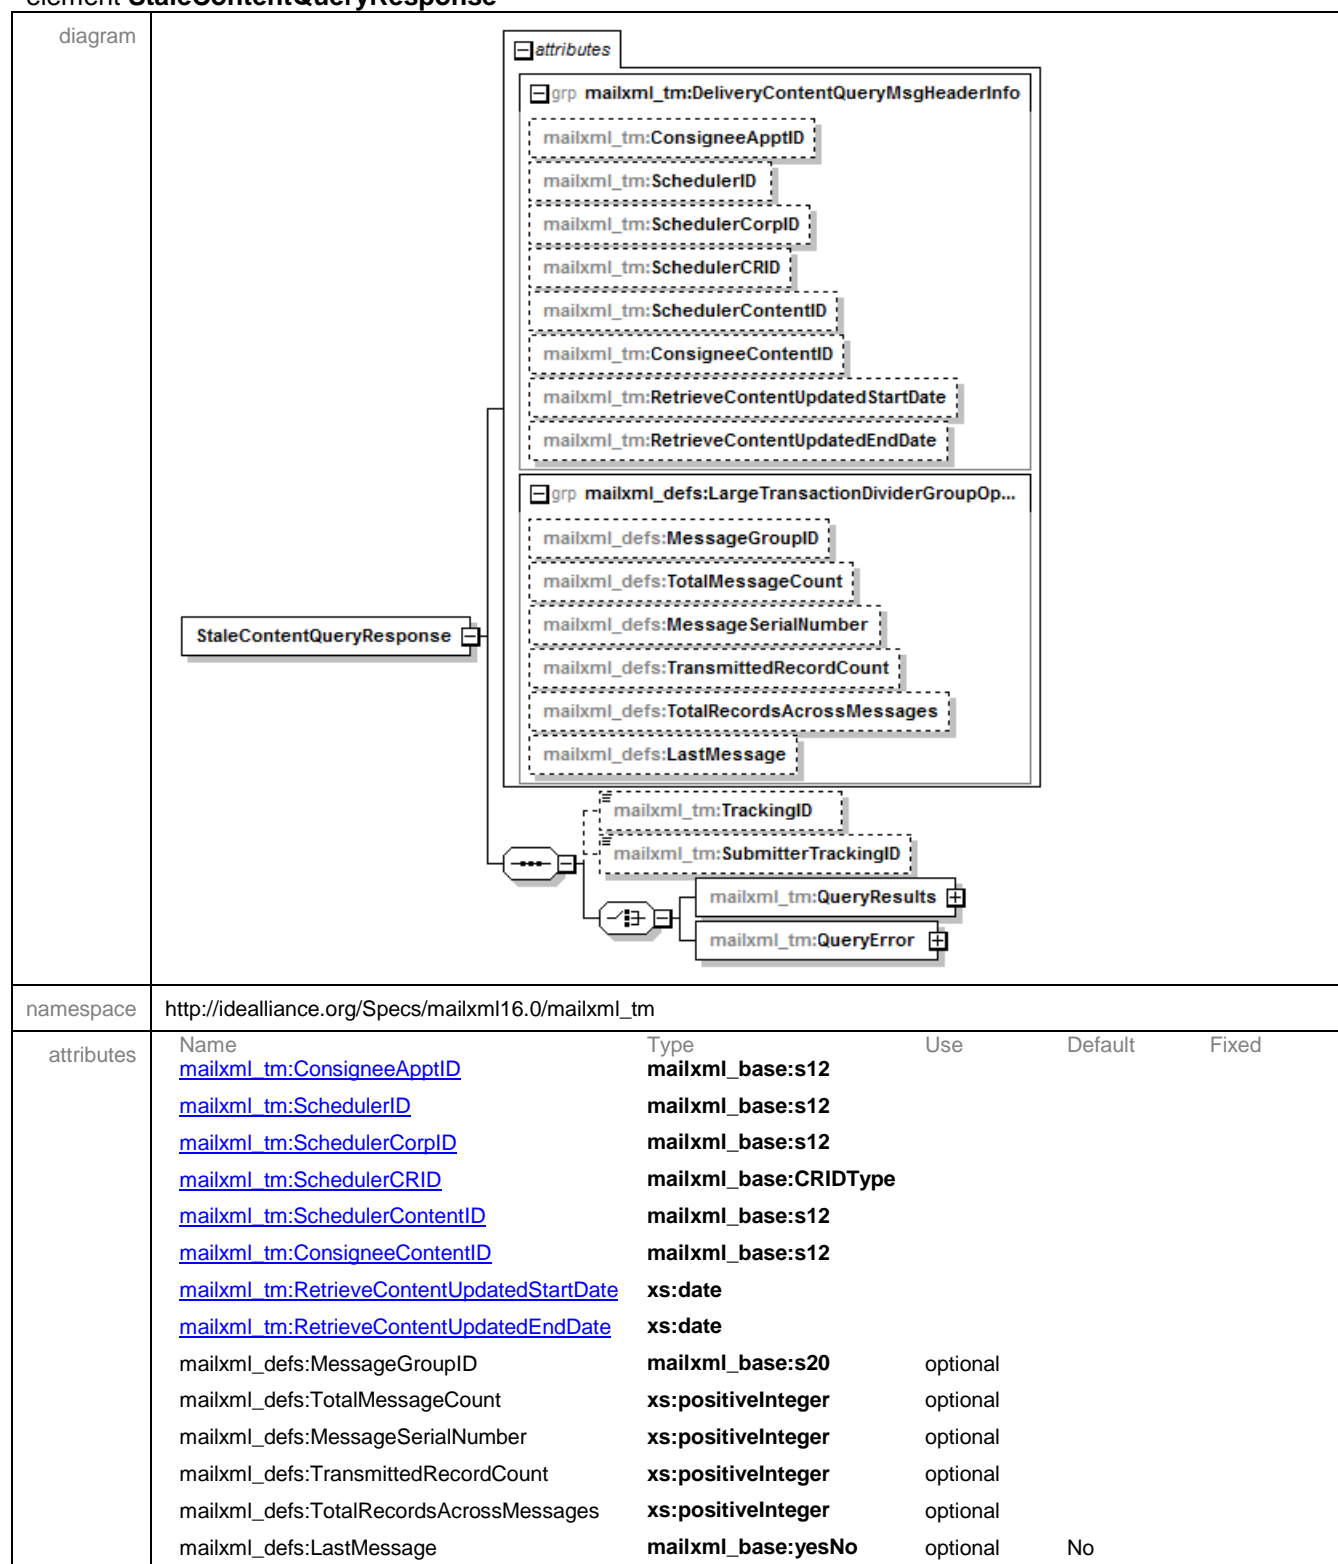 element StaleContentQueryResponse
diagram
attributes
grp mailxml_tm:DeliveryContentQueryMsgHeaderInfo
mailxml_tm:ConsigneeApptID
mailxml_tm:SchedulerID
mailxml_tm:SchedulerCorpID
mailxml_tm:SchedulerCRID
mailxml_tm:SchedulerContentID
mailxml_tm:ConsigneeContentID
mailxml_tm:RetrieveContentUpdatedStartDate
mailxml_tm:RetrieveContentUpdatedEndDate
grp mailxml_defs:LargeTransactionDividerGroupOp...
mailxml_defs:MessageGroupID
mailxml_defs:TotalMessageCount
mailxml_defs:MessageSerialNumber
mailxml_defs:TransmittedRecordCount
mailxml_defs:TotalRecordsAcrossMessages
mailxml_defs:LastMessage
StaleContentQueryResponse
mailxml_tm:TrackingID
mailxml_tm:SubmitterTrackingID
mailxml_tm:QueryResults
mailxml_tm:QueryError
namespace http://idealliance.org/Specs/mailxml16.0/mailxml_tm
attributes Name Type Use Default Fixed
mailxml_tm:ConsigneeApptID mailxml_base:s12
mailxml_tm:SchedulerID mailxml_base:s12
mailxml_tm:SchedulerCorpID mailxml_base:s12
mailxml_tm:SchedulerCRID mailxml_base:CRIDType
mailxml_tm:SchedulerContentID mailxml_base:s12
mailxml_tm:ConsigneeContentID mailxml_base:s12
mailxml_tm:RetrieveContentUpdatedStartDate xs:date
mailxml_tm:RetrieveContentUpdatedEndDate xs:date
mailxml_defs:MessageGroupID mailxml_base:s20 optional
mailxml_defs:TotalMessageCount xs:positiveInteger optional
mailxml_defs:MessageSerialNumber xs:positiveInteger optional
mailxml_defs:TransmittedRecordCount xs:positiveInteger optional
mailxml_defs:TotalRecordsAcrossMessages xs:positiveInteger optional
mailxml_defs:LastMessage mailxml_base:yesNo optional No